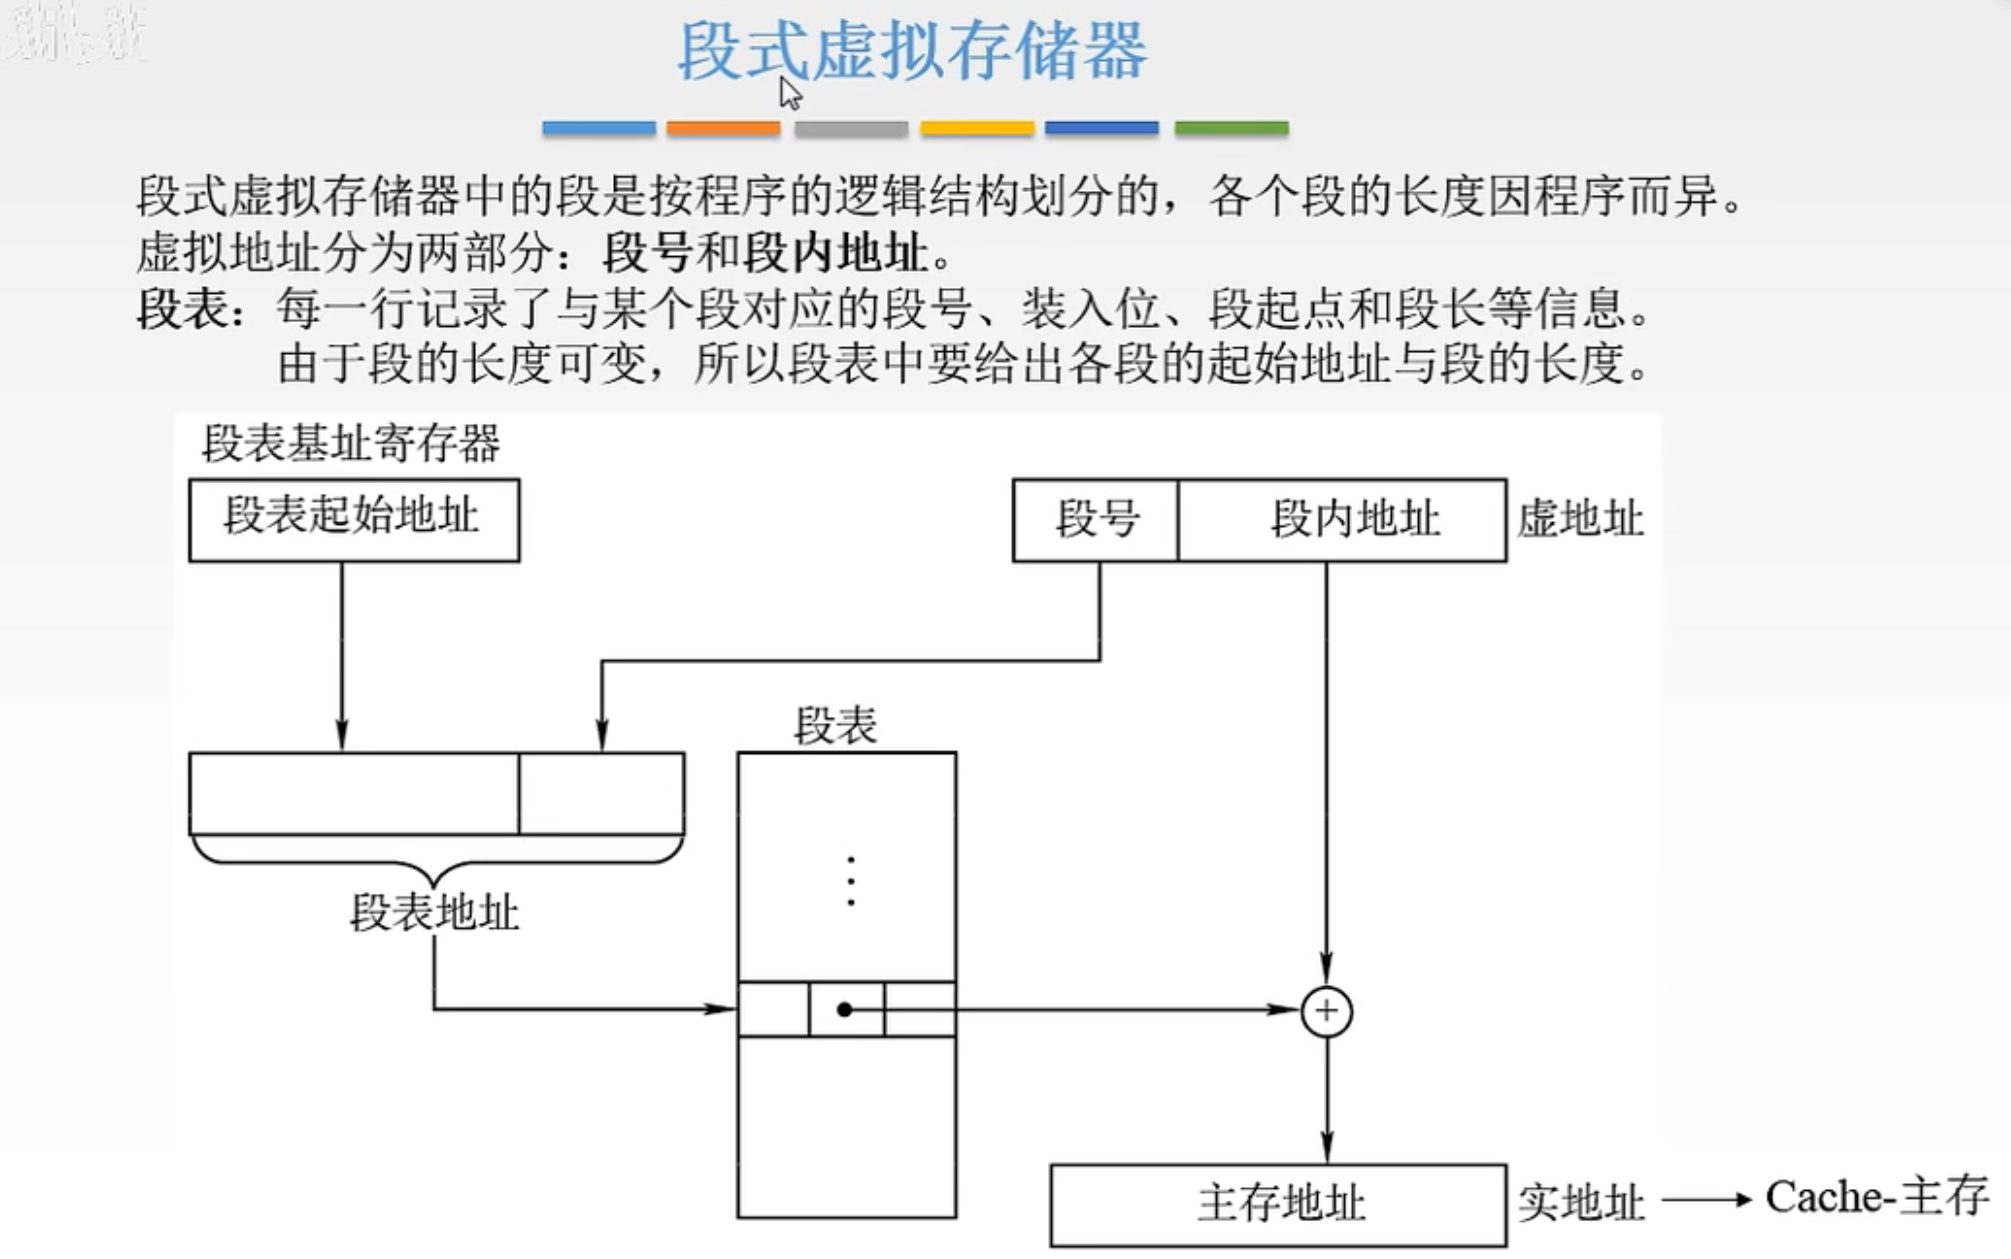 段式虚拟存储器
段式虚拟存储器中的段是按程序的逻辑结构划分的，各个段的长度因程序而异。
虚拟地址分为两部分：段号和段内地址。
段表：每一行记录了与某个段对应的段号、装入位、段起点和段长等信息。
由于段的长度可变，所以段表中要给出各段的起始地址与段的长度。
段表基址寄存器
段表起始地址
段号 段内地址 虚地址
段表
段表地址
主存地址 实地址 Cache-主存